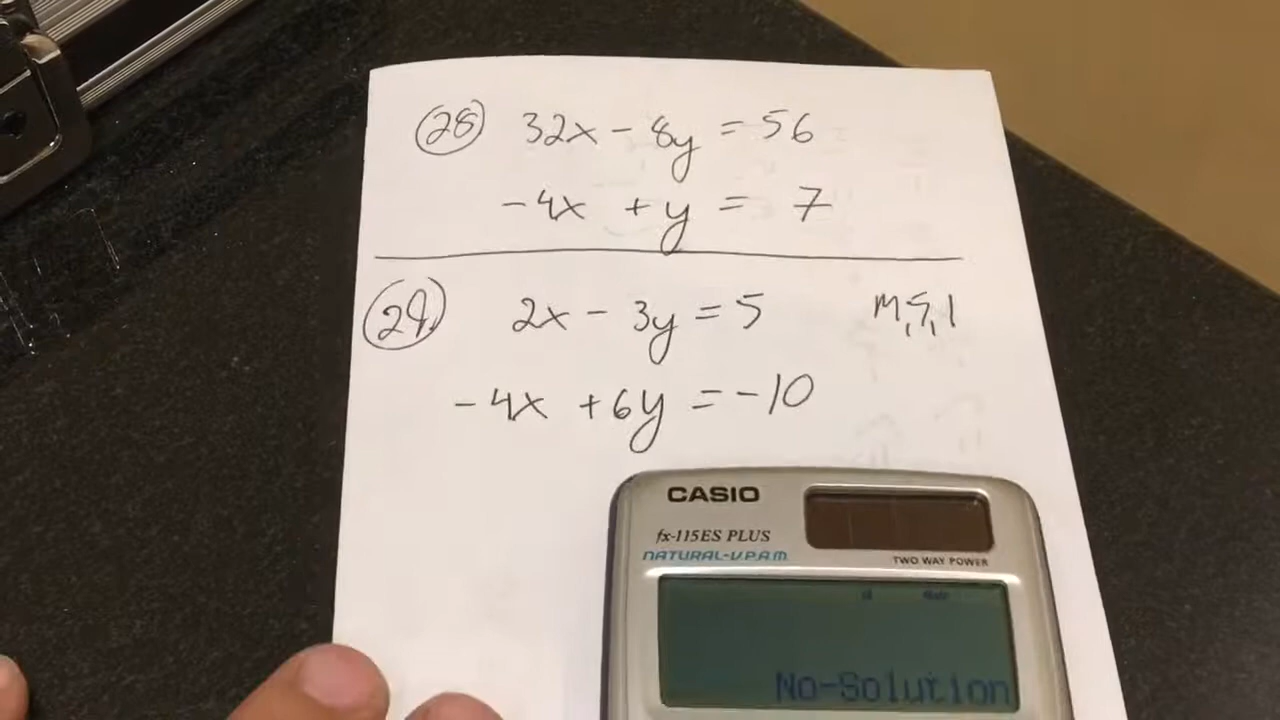 28 32x - 8y = 56
-4x + y = 7
29. 2x - 3y = 5 M,5,1
-4x + 6y = -10
CASIO
fx-115ES PLUS
NATURAL-V.P.A.M.
TWO WAY POWER
Math
No-Solution